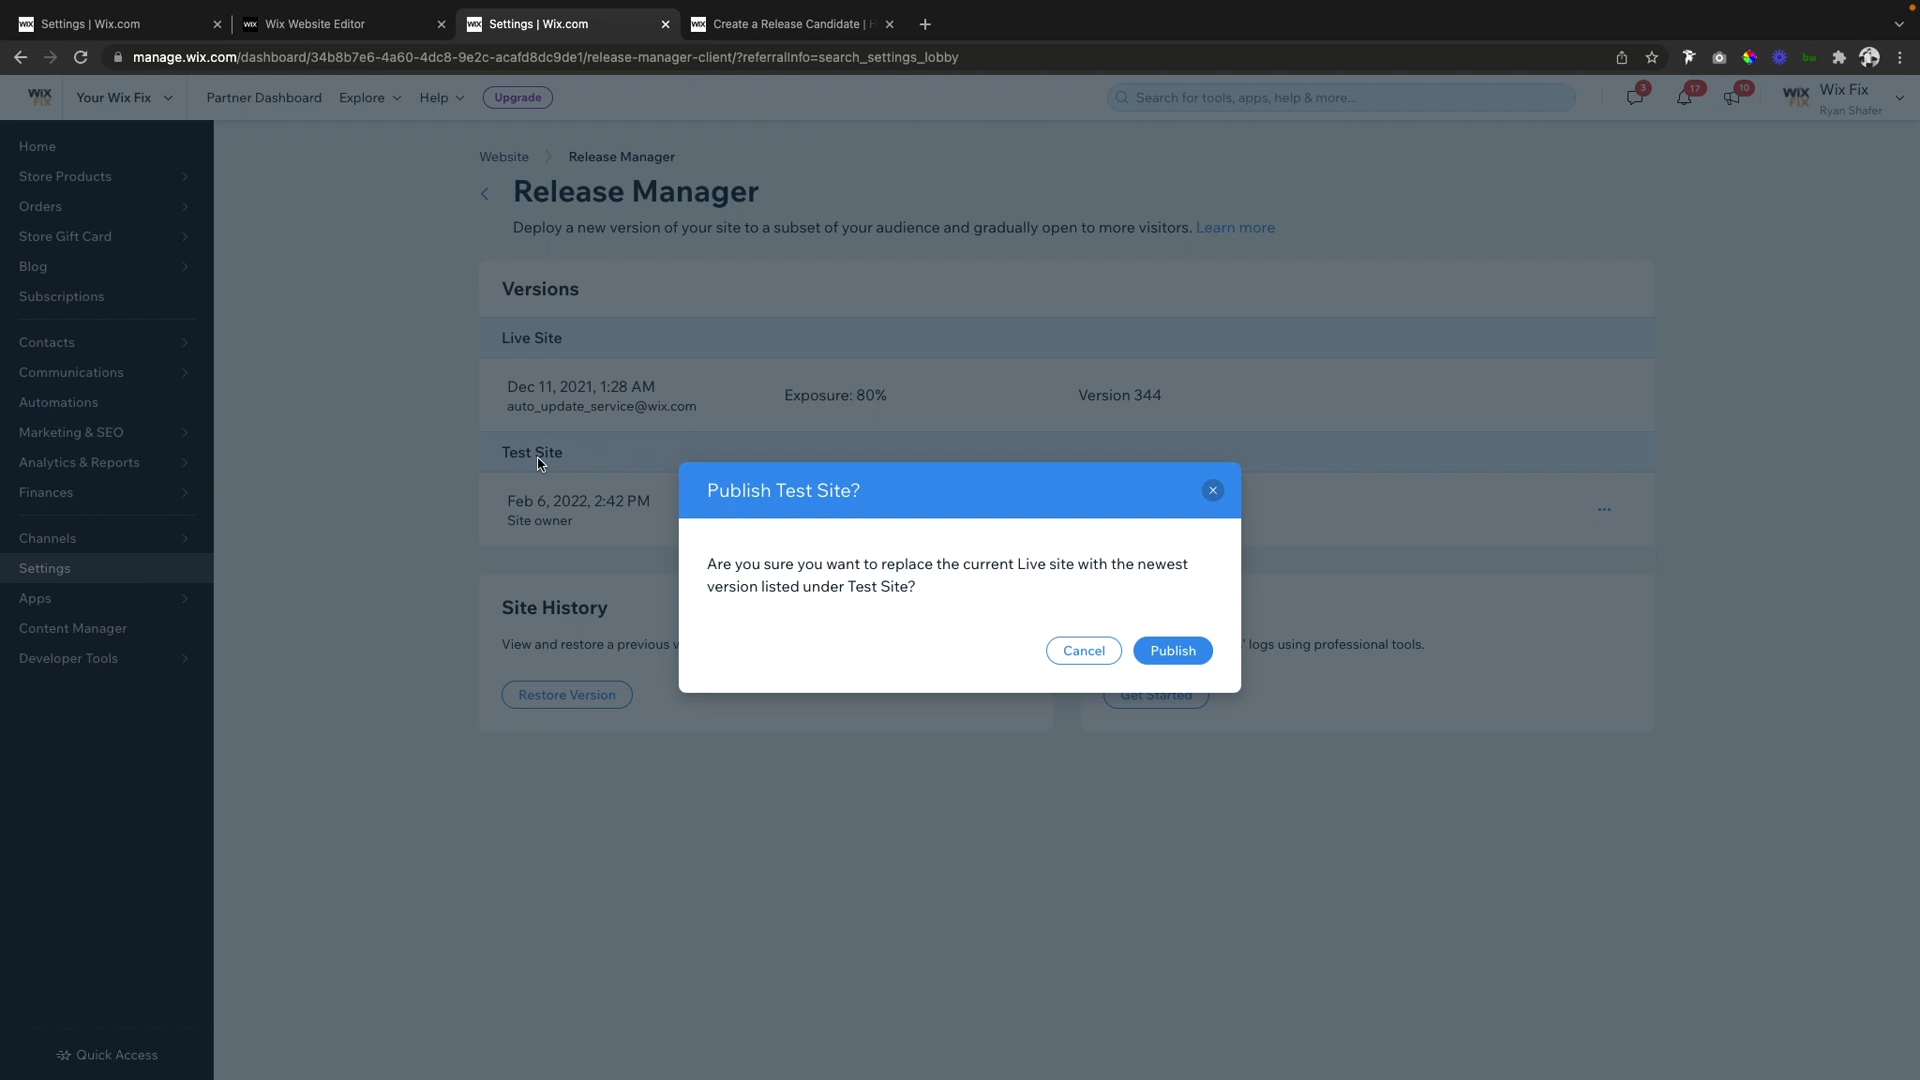 Settings | Wix.com
Wix Website Editor
Settings | Wix.com
Create a Release Candidate |
manage.wix.com/dashboard/34b8b7e6-4a60-4dc8-9e2c-acafd8dc9de1/release-manager-client/?referralInfo=search_settings_lobby
WIX FIX
Your Wix Fix
Partner Dashboard
Explore
Help
Upgrade
Search for tools, apps, help & more...
3
17
10
WIX FIX
Wix Fix
Ryan Shafer
Home
Store Products
Orders
Store Gift Card
Blog
Subscriptions
Contacts
Communications
Automations
Marketing & SEO
Analytics & Reports
Finances
Channels
Settings
Apps
Content Manager
Developer Tools
Quick Access
Website
Release Manager
Release Manager
Deploy a new version of your site to a subset of your audience and gradually open to more visitors. Learn more
Versions
Live Site
Dec 11, 2021, 1:28 AM
auto_update_service@wix.com
Exposure: 80%
Version 344
Test Site
Feb 6, 2022, 2:42 PM
Site owner
Publish Test Site?
Are you sure you want to replace the current Live site with the newest
version listed under Test Site?
Cancel
Publish
Site History
View and restore a previous
Restore Version
logs using professional tools.
Get Started